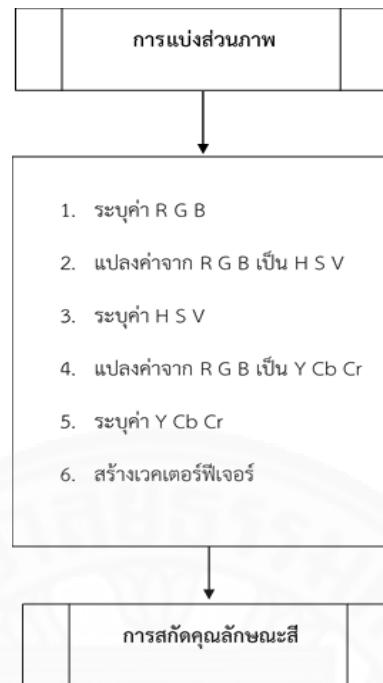 การแบ่งส่วนภาพ
1. ระบุค่า R G B
2. แปลงค่าจาก R G B เป็น H S V
3. ระบุค่า H S V
4. แปลงค่าจาก R G B เป็น Y Cb Cr
5. ระบุค่า Y Cb Cr
6. สร้างเวคเตอร์ฟีเจอร์
การสกัดคุณลักษณะสี